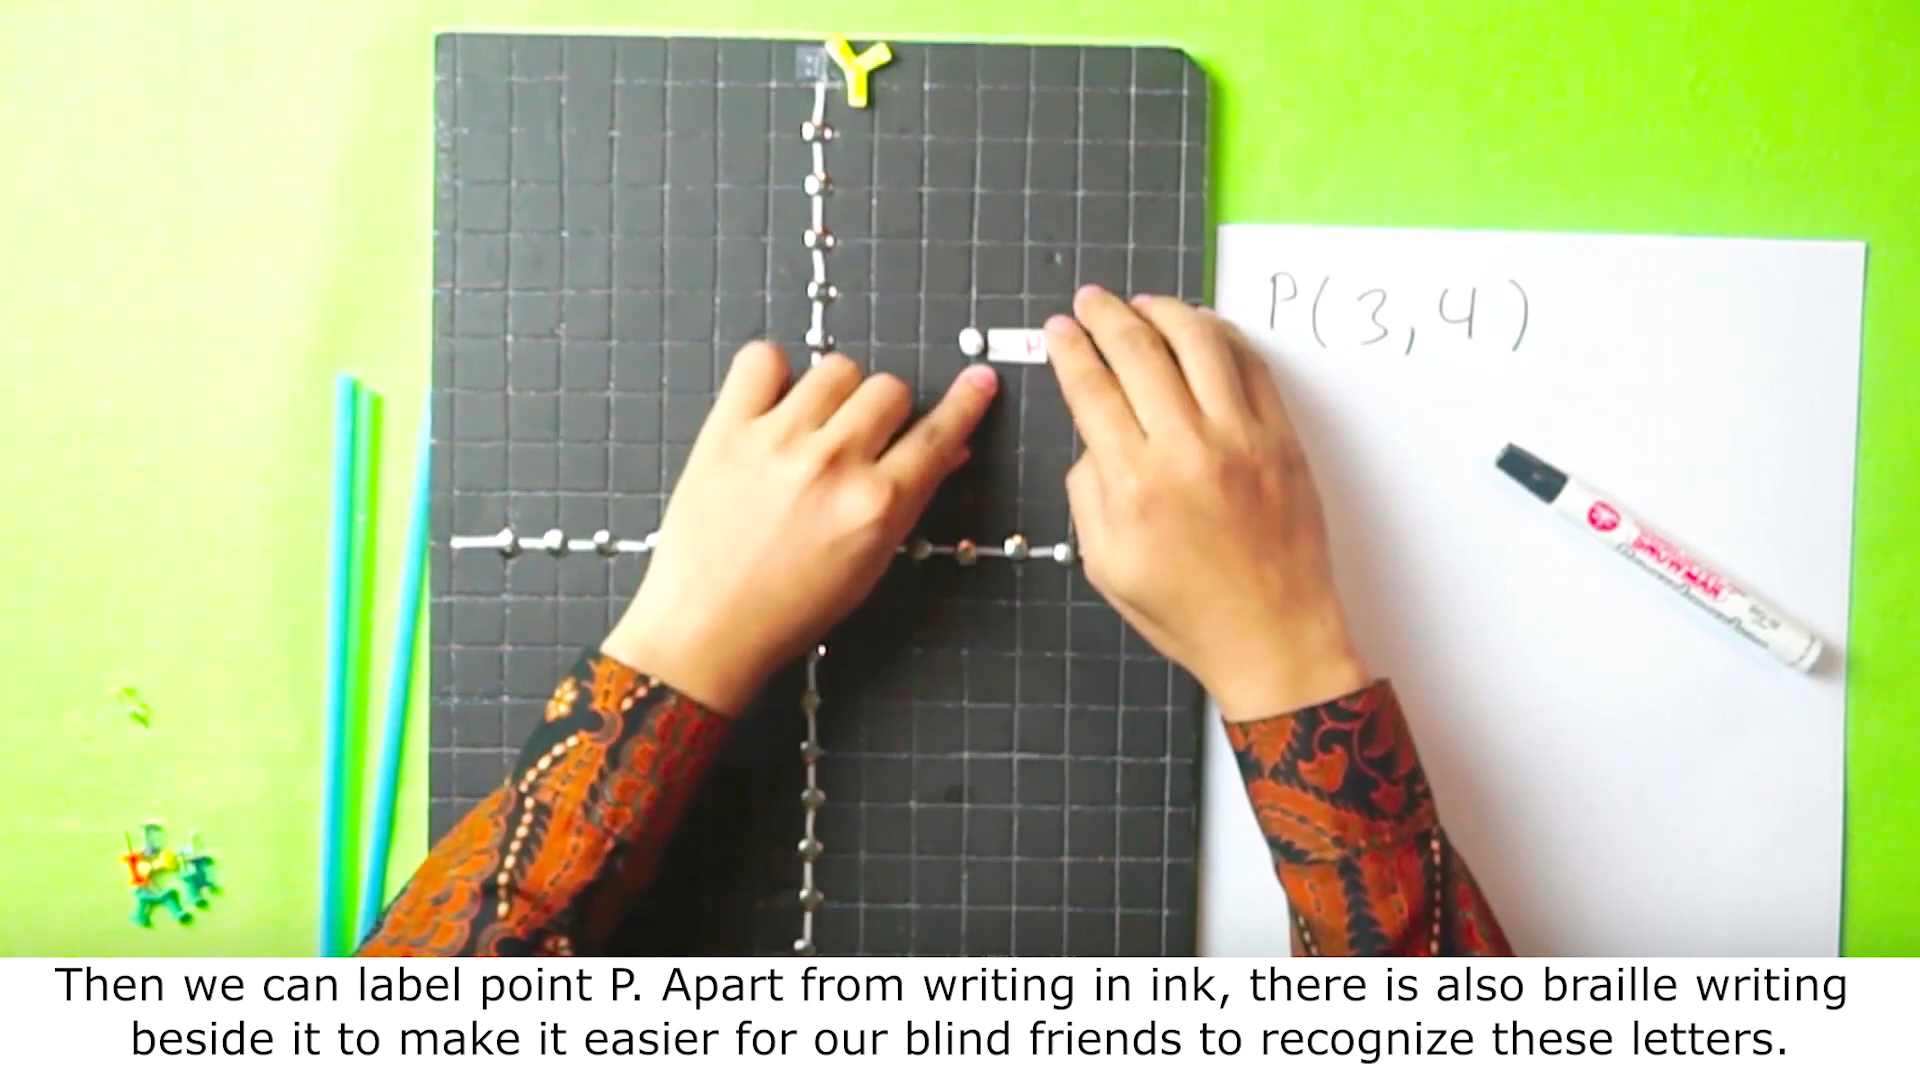 Y
P(3,4)
P
SNOWMAN
Then we can label point P. Apart from writing in ink, there is also braille writing
beside it to make it easier for our blind friends to recognize these letters.